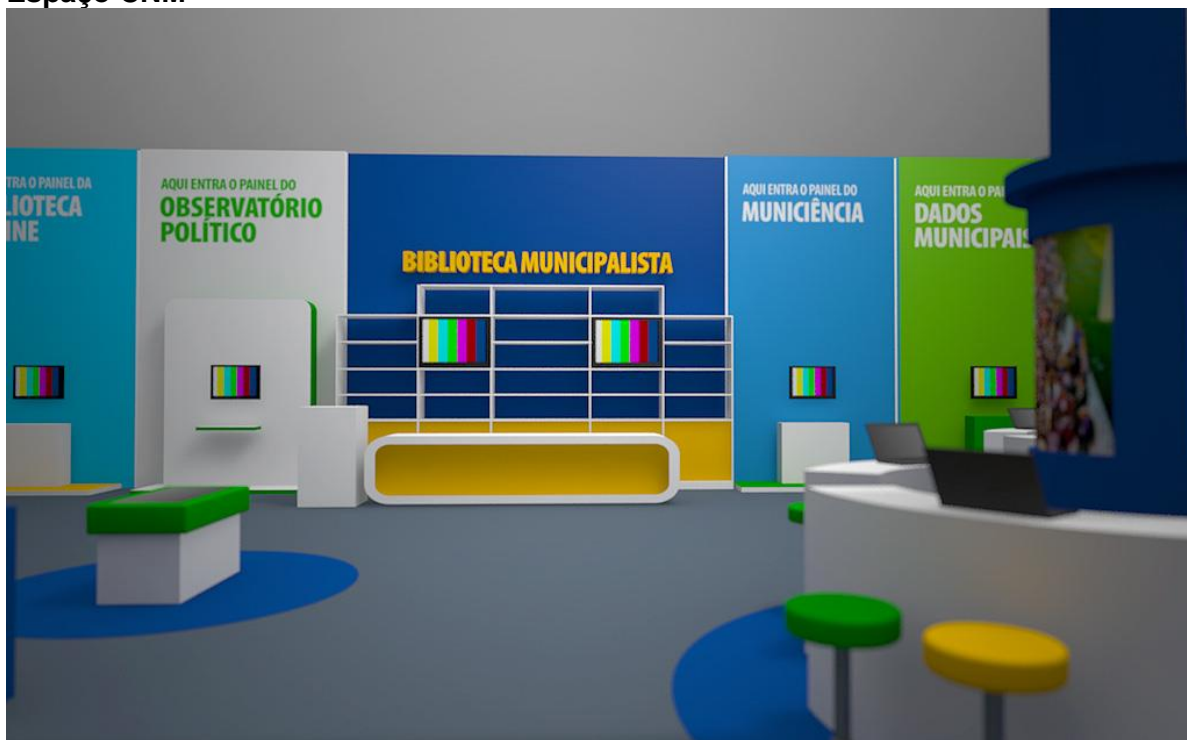 Espaço CNM
TRA O PAINEL DA
LIOTECA
INE
AQUI ENTRA O PAINEL DO
OBSERVATÓRIO
POLÍTICO
BIBLIOTECA MUNICIPALISTA
AQUI ENTRA O PAINEL DO
MUNICIÊNCIA
AQUI ENTRA O PAI
DADOS
MUNICIPAIS